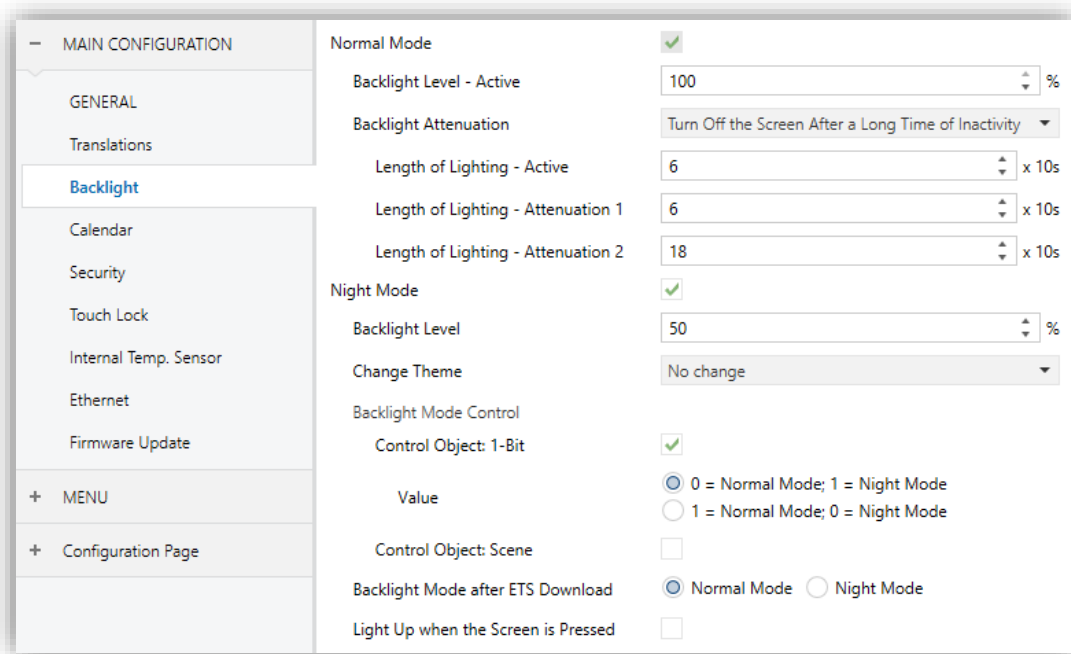 − MAIN CONFIGURATION
GENERAL
Translations
Backlight
Calendar
Security
Touch Lock
Internal Temp. Sensor
Ethernet
Firmware Update
+ MENU
+ Configuration Page
Normal Mode
Backlight Level - Active 100 %
Backlight Attenuation Turn Off the Screen After a Long Time of Inactivity
Length of Lighting - Active 6 x 10s
Length of Lighting - Attenuation 1 6 x 10s
Length of Lighting - Attenuation 2 18 x 10s
Night Mode
Backlight Level 50 %
Change Theme No change
Backlight Mode Control
Control Object: 1-Bit
Value 0 = Normal Mode; 1 = Night Mode
1 = Normal Mode; 0 = Night Mode
Control Object: Scene
Backlight Mode after ETS Download Normal Mode Night Mode
Light Up when the Screen is Pressed